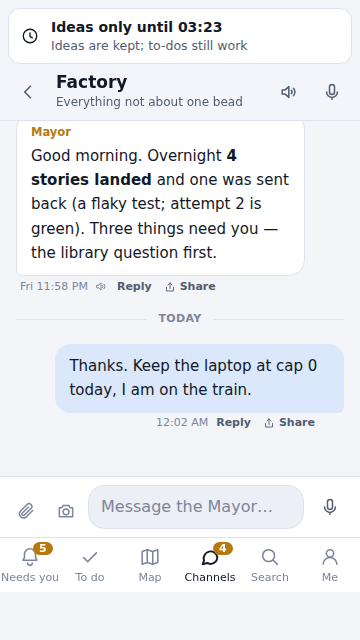 Ideas only until 03:23
Ideas are kept; to-dos still work
Factory
Everything not about one bead
Mayor
Good morning. Overnight 4
stories landed and one was sent
back (a flaky test; attempt 2 is
green). Three things need you —
the library question first.
Fri 11:58 PM Reply Share
TODAY
Thanks. Keep the laptop at cap 0
today, I am on the train.
12:02 AM Reply Share
Message the Mayor…
5
4
Needs you To do Map Channels Search Me